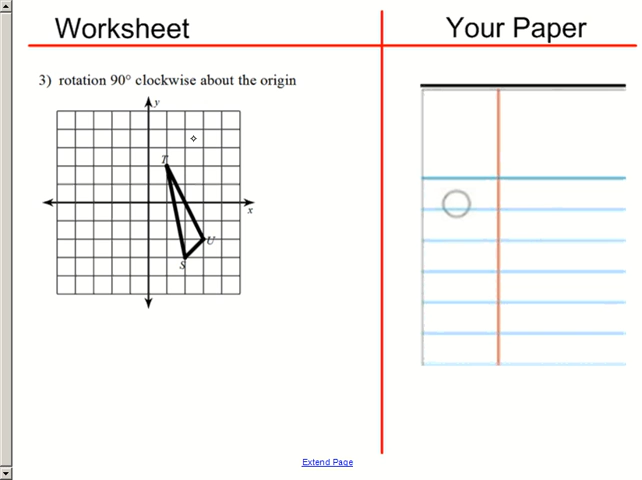 Worksheet
Your Paper
3) rotation 90° clockwise about the origin
y
T
x
U
S
Extend Page